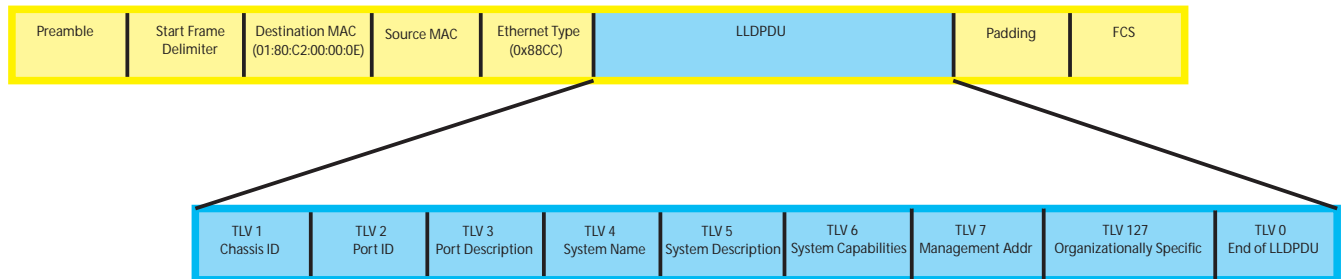 Preamble
Start Frame
Delimiter
Destination MAC
(01:80:C2:00:00:0E)
Source MAC
Ethernet Type
(0x88CC)
LLDPDU
Padding
FCS
TLV 1
Chassis ID
TLV 2
Port ID
TLV 3
Port Description
TLV 4
System Name
TLV 5
System Description
TLV 6
System Capabilities
TLV 7
Management Addr
TLV 127
Organizationally Specific
TLV 0
End of LLDPDU